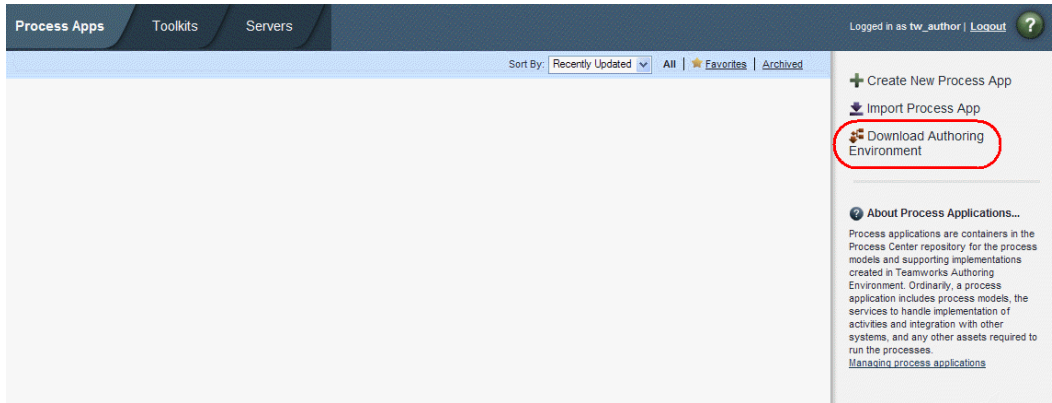 Process Apps Toolkits Servers Logged in as tw_author | Logout ?
Sort By: Recently Updated All | Favorites | Archived
Create New Process App
Import Process App
Download Authoring
Environment
? About Process Applications...
Process applications are containers in the
Process Center repository for the process
models and supporting implementations
created in Teamworks Authoring
Environment. Ordinarily, a process
application includes process models, the
services to handle implementation of
activities and integration with other
systems, and any other assets required to
run the processes.
Managing process applications